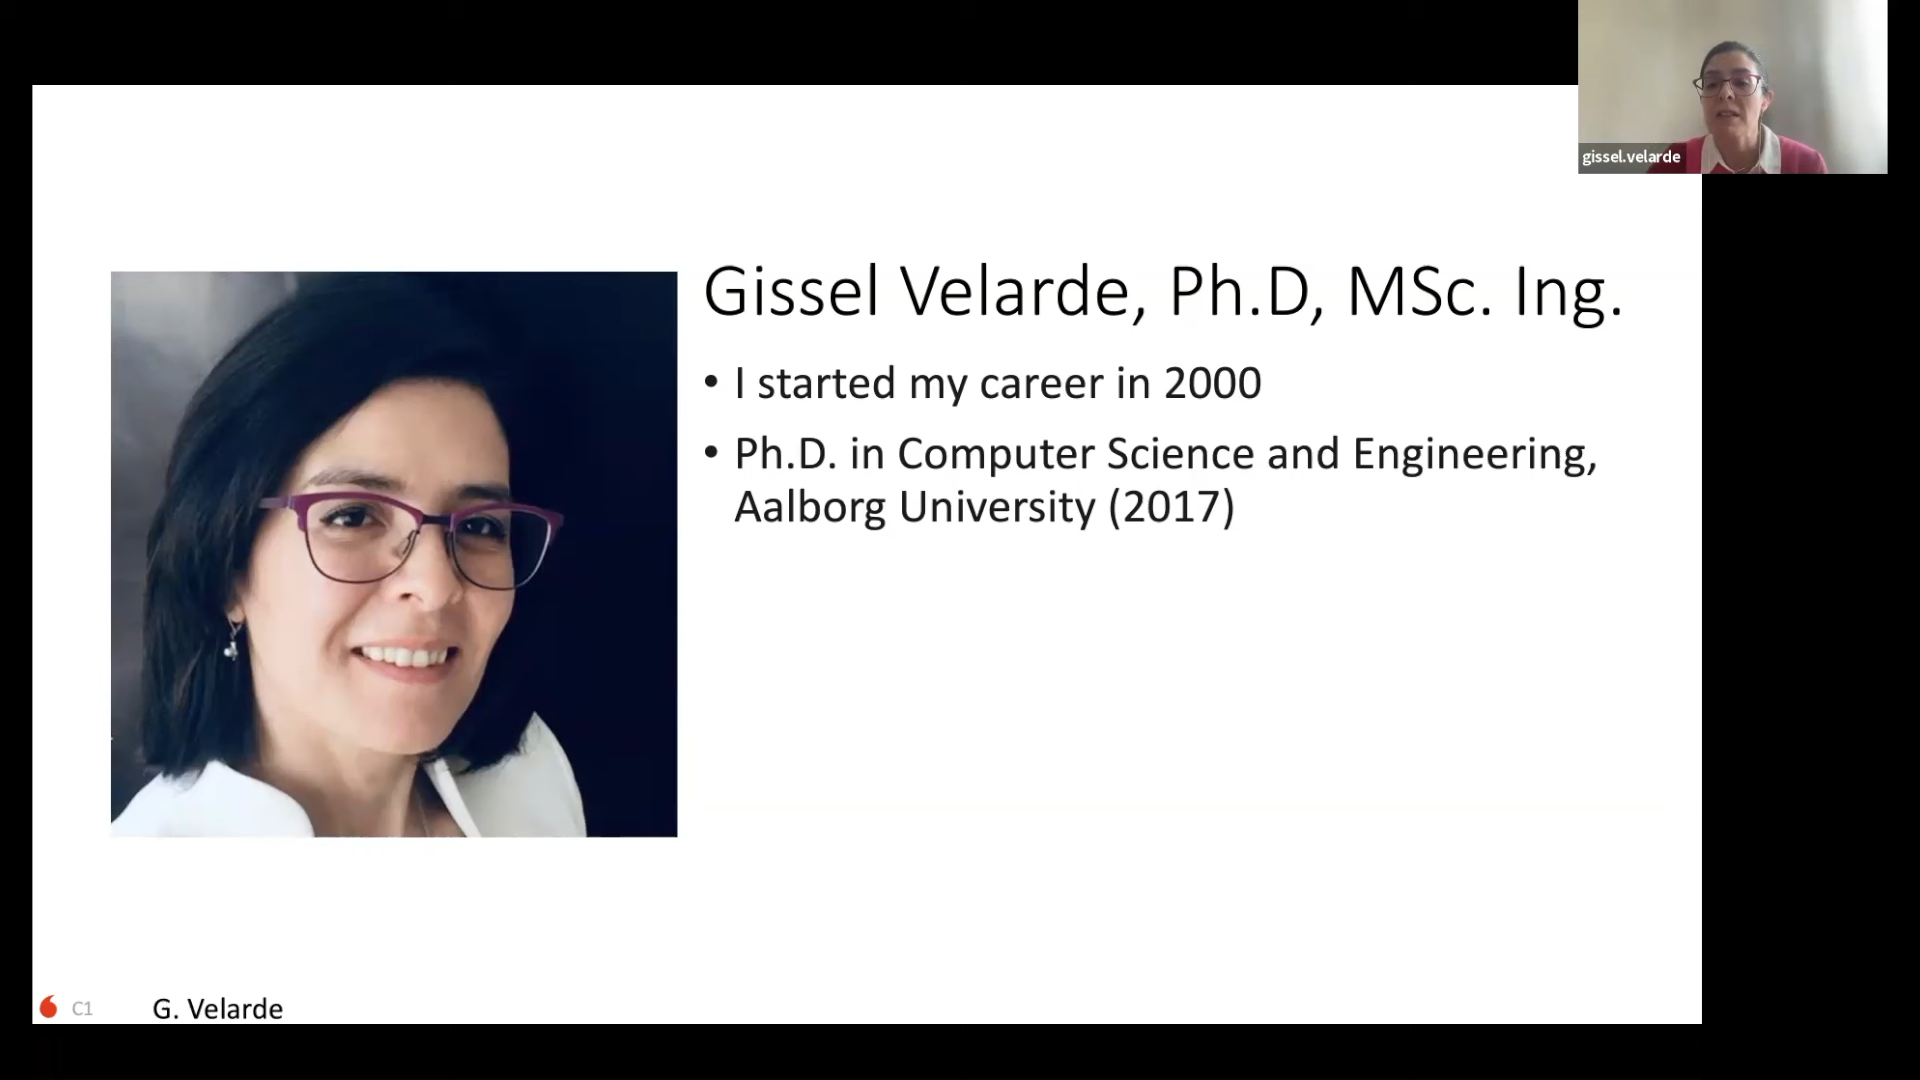 gissel.velarde
Gissel Velarde, Ph.D, MSc. Ing.
• I started my career in 2000
• Ph.D. in Computer Science and Engineering,
Aalborg University (2017)
C1
G. Velarde